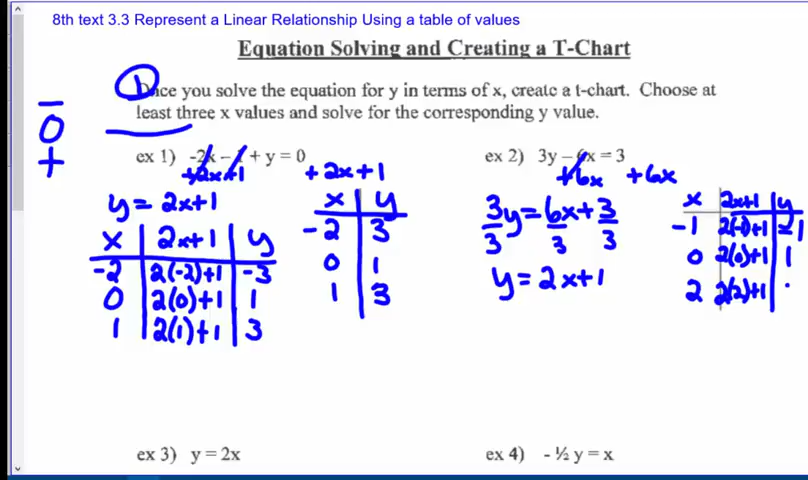 8th text 3.3 Represent a Linear Relationship Using a table of values
Equation Solving and Creating a T-Chart
1
ce you solve the equation for y in terms of x, create a t-chart. Choose at
least three x values and solve for the corresponding y value.
−
0
+
ex 1) -2x – 1 + y = 0
+2x+1 +2x+1
y = 2x+1
x | 2x+1 | y
-2 | 2(-2)+1 | -3
0 | 2(0)+1 | 1
1 | 2(1)+1 | 3
x | y
-2 | 3
0 | 1
1 | 3
ex 2) 3y – 6x = 3
+6x +6x
3y = 6x + 3
3 3 3
y = 2x+1
x | 2x+1 | y
-1 | 2(-1)+1 | -1
0 | 2(0)+1 | 1
2 | 2(2)+1 |
ex 3) y = 2x
ex 4) - ½ y = x